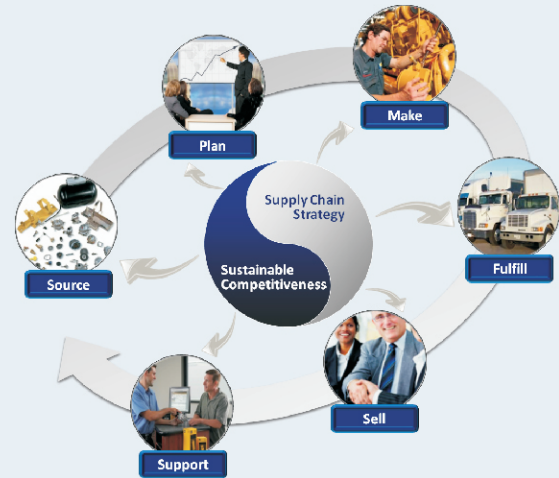 Plan
Make
Supply Chain
Strategy
Source
Sustainable
Competitiveness
Fulfill
Sell
Support